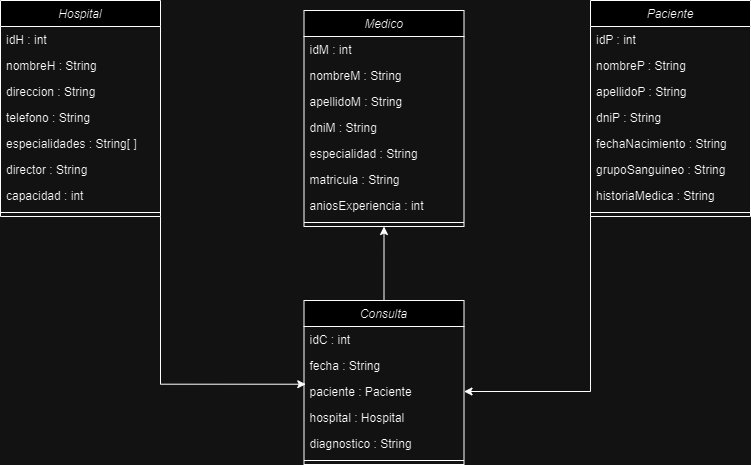 Hospital
idH : int
nombreH : String
direccion : String
telefono : String
especialidades : String[ ]
director : String
capacidad : int
Medico
idM : int
nombreM : String
apellidoM : String
dniM : String
especialidad : String
matricula : String
aniosExperiencia : int
Paciente
idP : int
nombreP : String
apellidoP : String
dniP : String
fechaNacimiento : String
grupoSanguineo : String
historiaMedica : String
Consulta
idC : int
fecha : String
paciente : Paciente
hospital : Hospital
diagnostico : String